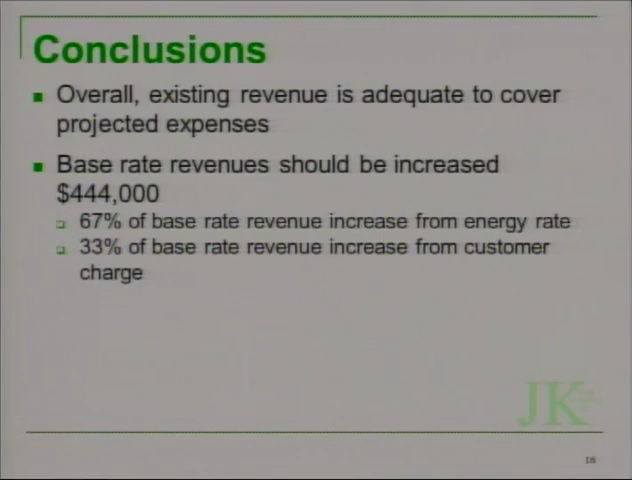 Conclusions
Overall, existing revenue is adequate to cover
projected expenses
Base rate revenues should be increased
$444,000
67% of base rate revenue increase from energy rate
33% of base rate revenue increase from customer
charge
JK